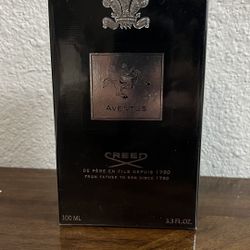 AVENTUS
CREED
DE PÈRE EN FILS DEPUIS 1760
FROM FATHER TO SON SINCE 1760
100 ML
3.3 FL.OZ.